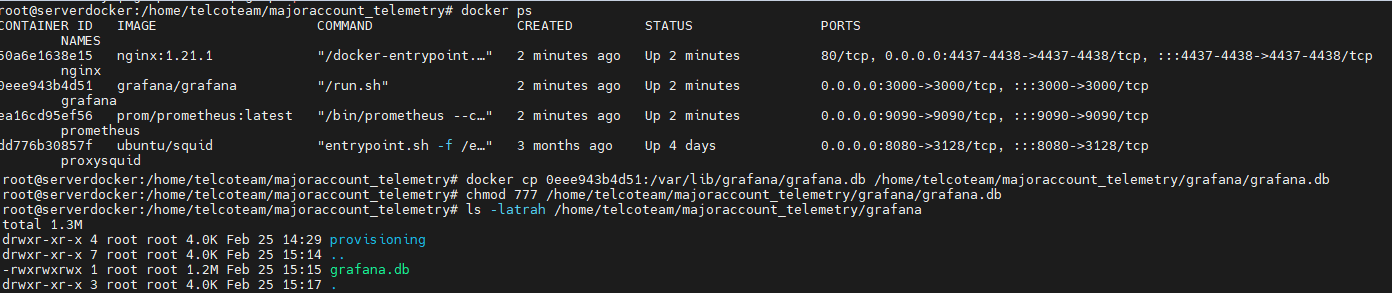 root@serverdocker:/home/telcoteam/majoraccount_telemetry# docker ps
CONTAINER ID   IMAGE                    COMMAND                  CREATED         STATUS         PORTS
       NAMES
50a6e1638e15   nginx:1.21.1             "/docker-entrypoint.…"   2 minutes ago   Up 2 minutes   80/tcp, 0.0.0.0:4437-4438->4437-4438/tcp, :::4437-4438->4437-4438/tcp
       nginx
0eee943b4d51   grafana/grafana          "/run.sh"                2 minutes ago   Up 2 minutes   0.0.0.0:3000->3000/tcp, :::3000->3000/tcp
       grafana
ea16cd95ef56   prom/prometheus:latest   "/bin/prometheus --c…"   2 minutes ago   Up 2 minutes   0.0.0.0:9090->9090/tcp, :::9090->9090/tcp
       prometheus
dd776b30857f   ubuntu/squid             "entrypoint.sh -f /e…"   3 months ago    Up 4 days      0.0.0.0:8080->3128/tcp, :::8080->3128/tcp
       proxysquid
root@serverdocker:/home/telcoteam/majoraccount_telemetry# docker cp 0eee943b4d51:/var/lib/grafana/grafana.db /home/telcoteam/majoraccount_telemetry/grafana/grafana.db
root@serverdocker:/home/telcoteam/majoraccount_telemetry# chmod 777 /home/telcoteam/majoraccount_telemetry/grafana/grafana.db
root@serverdocker:/home/telcoteam/majoraccount_telemetry# ls -latrah /home/telcoteam/majoraccount_telemetry/grafana
total 1.3M
drwxr-xr-x 4 root root 4.0K Feb 25 14:29 provisioning
drwxr-xr-x 7 root root 4.0K Feb 25 15:14 ..
-rwxrwxrwx 1 root root 1.2M Feb 25 15:15 grafana.db
drwxr-xr-x 3 root root 4.0K Feb 25 15:17 .